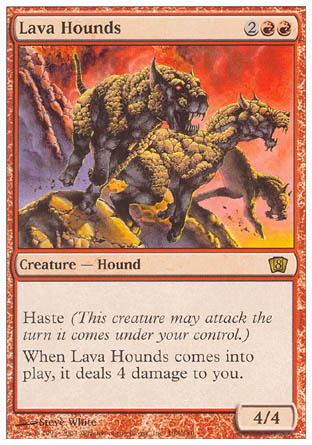 Lava Hounds 2
Creature — Hound
Haste (This creature may attack the
turn it comes under your control.)
When Lava Hounds comes into
play, it deals 4 damage to you.
Steve White
4/4